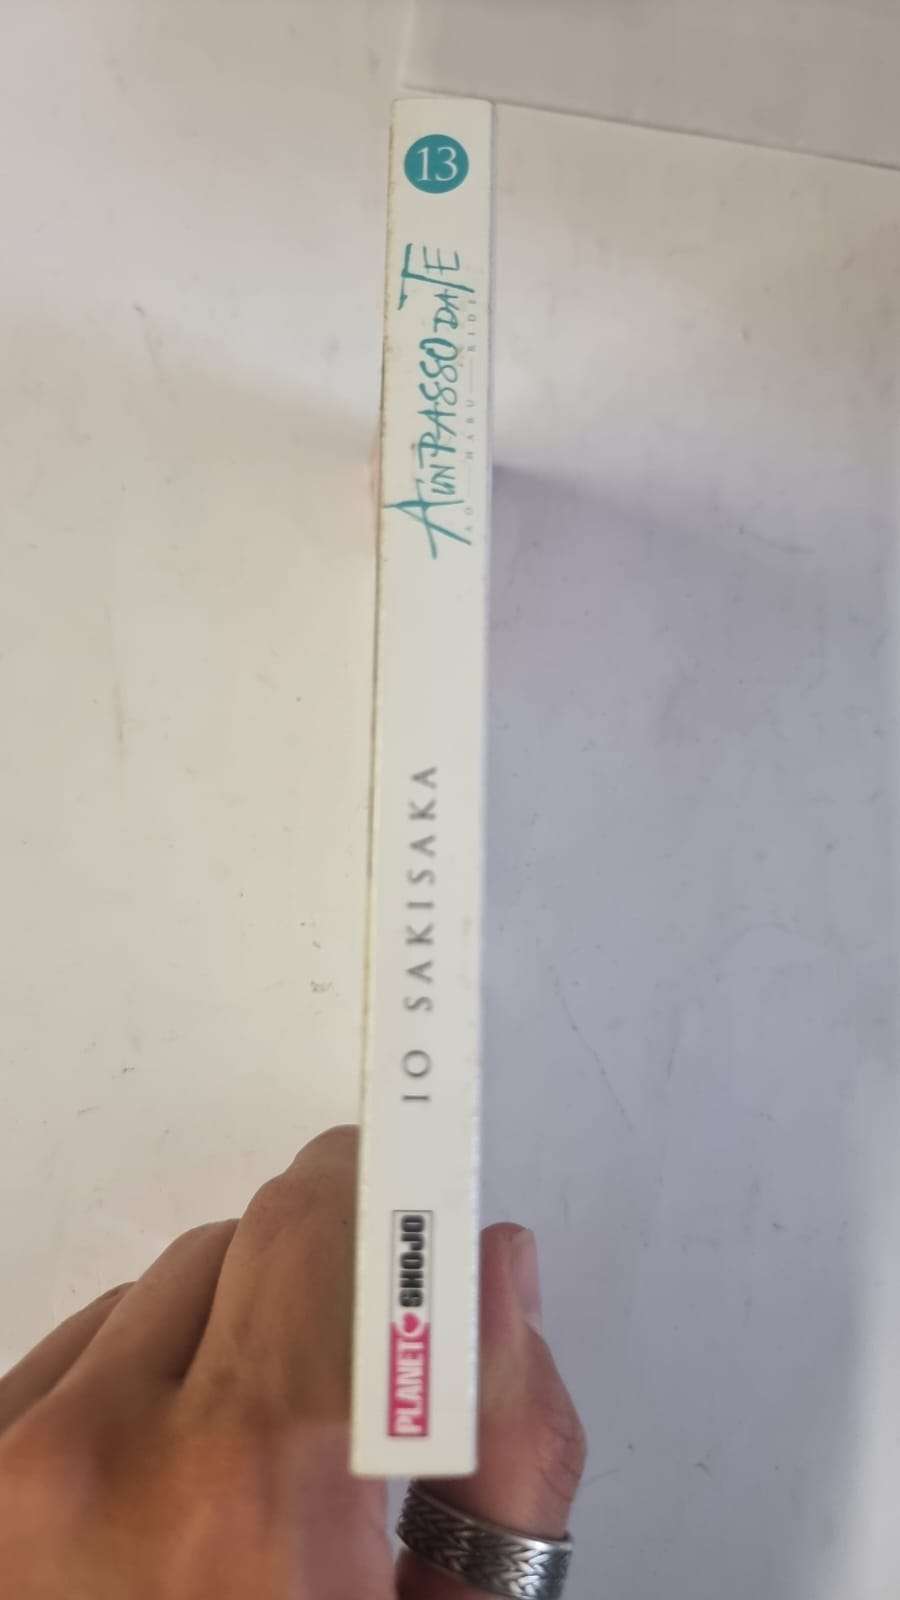 13
A UN PASSO DA TE
AO HARU RIDE
IO SAKISAKA
PLANET SHOJO